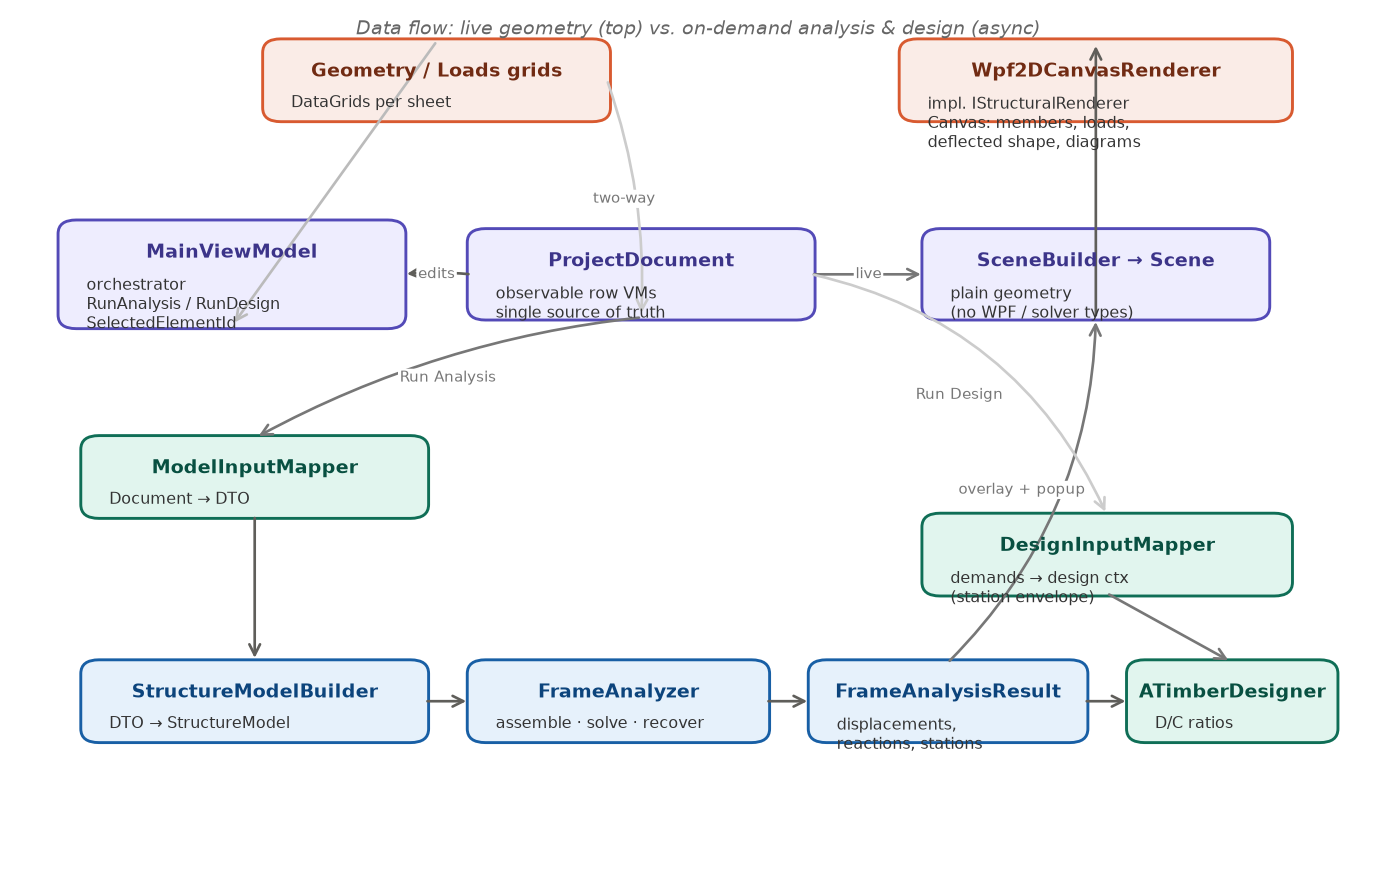 Data flow: live geometry (top) vs. on-demand analysis & design (async)
Geometry / Loads grids
DataGrids per sheet
Wpf2DCanvasRenderer
impl. IStructuralRenderer
Canvas: members, loads,
deflected shape, diagrams
two-way
MainViewModel
orchestrator
RunAnalysis / RunDesign
SelectedElementId
edits
ProjectDocument
observable row VMs
single source of truth
live
SceneBuilder → Scene
plain geometry
(no WPF / solver types)
Run Analysis
Run Design
ModelInputMapper
Document → DTO
overlay + popup
DesignInputMapper
demands → design ctx
(station envelope)
StructureModelBuilder
DTO → StructureModel
FrameAnalyzer
assemble · solve · recover
FrameAnalysisResult
displacements,
reactions, stations
ATimberDesigner
D/C ratios